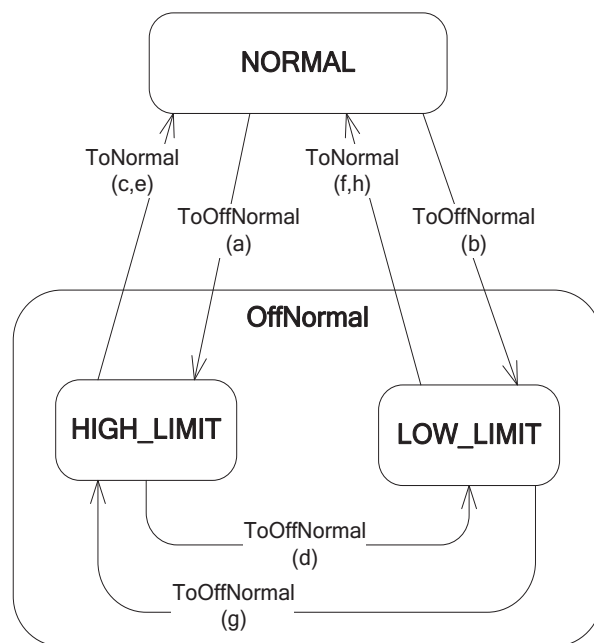 NORMAL
ToNormal
(c,e)
ToNormal
(f,h)
ToOffNormal
(a)
ToOffNormal
(b)
OffNormal
HIGH_LIMIT
LOW_LIMIT
ToOffNormal
(d)
ToOffNormal
(g)